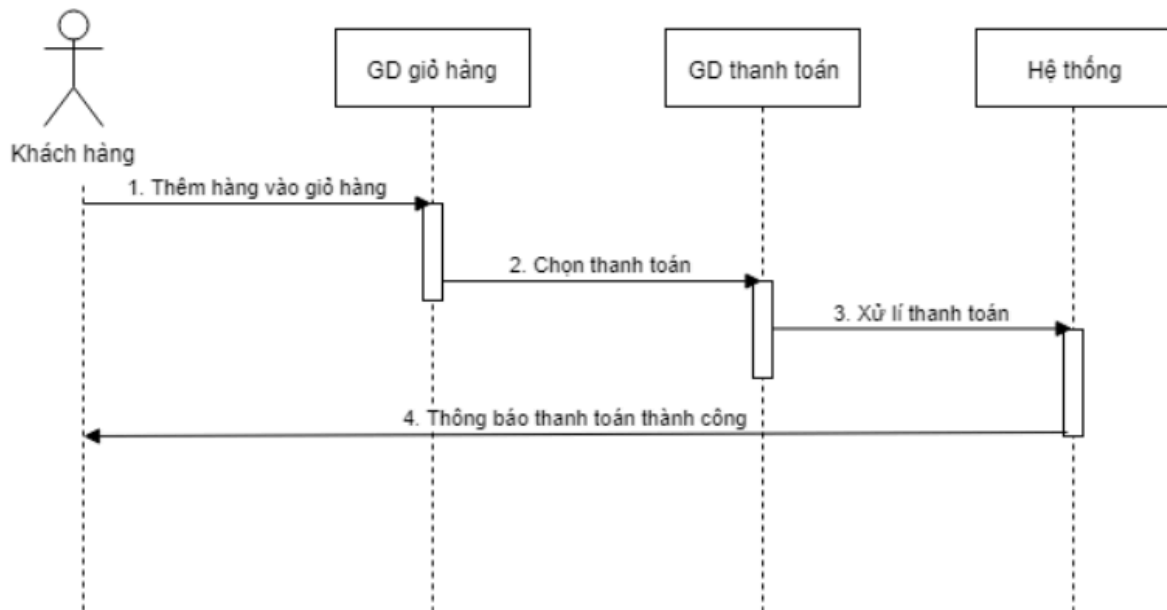 GD giỏ hàng
GD thanh toán
Hệ thống
Khách hàng
1. Thêm hàng vào giỏ hàng
2. Chọn thanh toán
3. Xử lí thanh toán
4. Thông báo thanh toán thành công